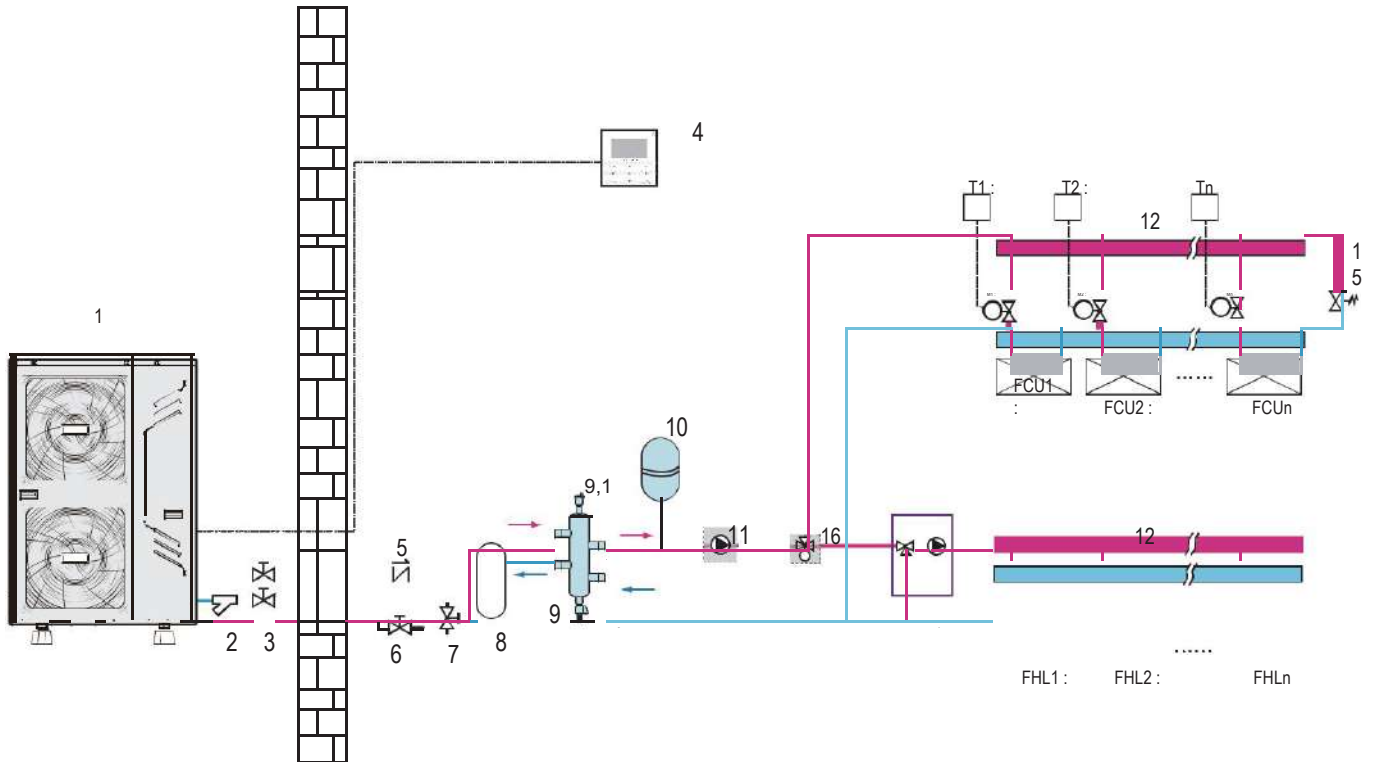 4
T1 :
T2 :
Tn
12
1
5
1
FCU1
:
FCU2 :
......
FCUn
10
9,1
11
16
12
5
2
3
6
7
8
9
......
FHL1 :
FHL2 :
FHLn